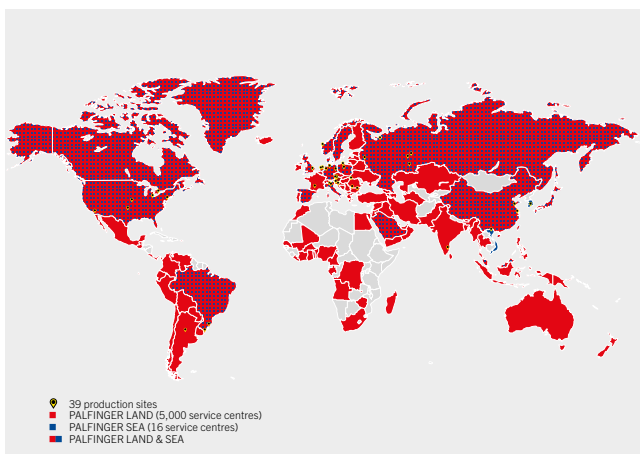 39 production sites
PALFINGER LAND (5,000 service centres)
PALFINGER SEA (16 service centres)
PALFINGER LAND & SEA